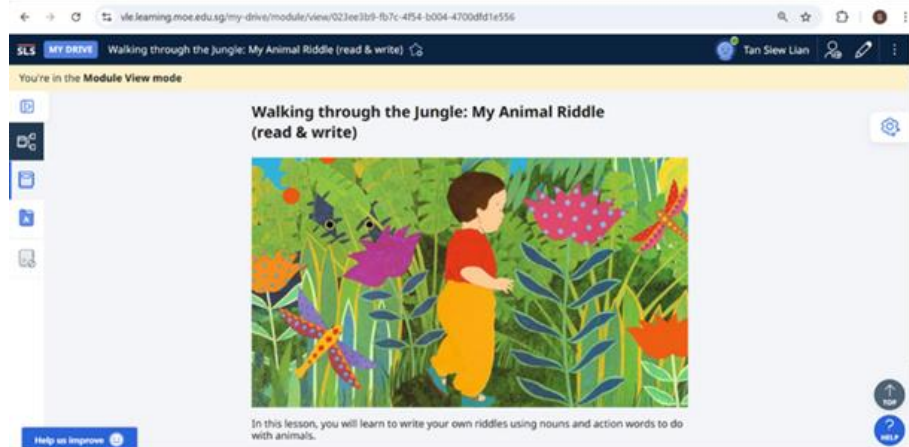 vle.learning.moe.edu.sg/my-drive/module/view/023ee3b9-fb7c-4f54-b004-4700dfd1e556
SLS MY DRIVE Walking through the Jungle: My Animal Riddle (read & write) Tan Siew Lian
You're in the Module View mode
Walking through the Jungle: My Animal Riddle
(read & write)
In this lesson, you will learn to write your own riddles using nouns and action words to do
with animals.
TOP
HELP
Help us improve